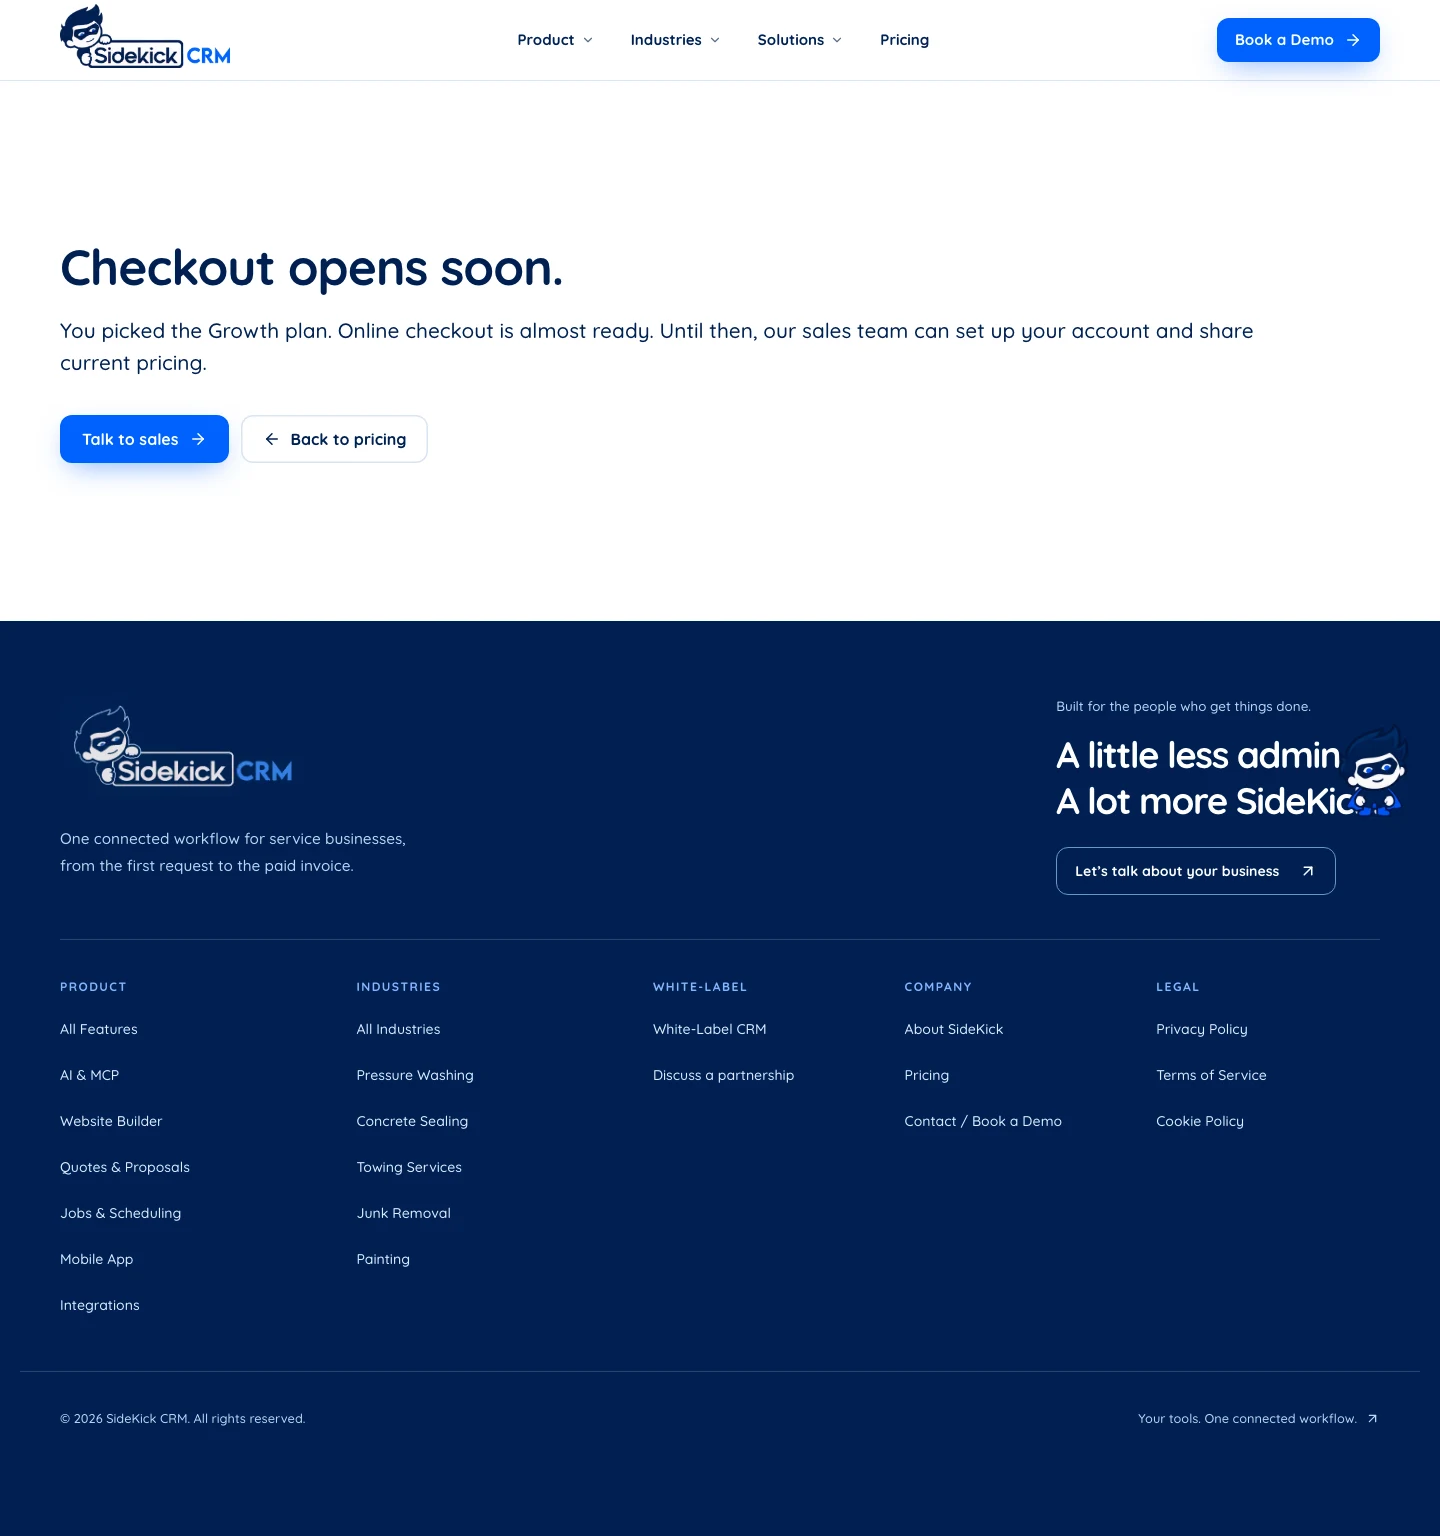 Sidekick CRM
Product
Industries
Solutions
Pricing
Book a Demo
Checkout opens soon.
You picked the Growth plan. Online checkout is almost ready. Until then, our sales team can set up your account and share
current pricing.
Talk to sales
Back to pricing
Sidekick CRM
One connected workflow for service businesses,
from the first request to the paid invoice.
Built for the people who get things done.
A little less admin
A lot more SideKic
Let’s talk about your business
PRODUCT
All Features
AI & MCP
Website Builder
Quotes & Proposals
Jobs & Scheduling
Mobile App
Integrations
INDUSTRIES
All Industries
Pressure Washing
Concrete Sealing
Towing Services
Junk Removal
Painting
WHITE-LABEL
White-Label CRM
Discuss a partnership
COMPANY
About SideKick
Pricing
Contact / Book a Demo
LEGAL
Privacy Policy
Terms of Service
Cookie Policy
© 2026 SideKick CRM. All rights reserved.
Your tools. One connected workflow.